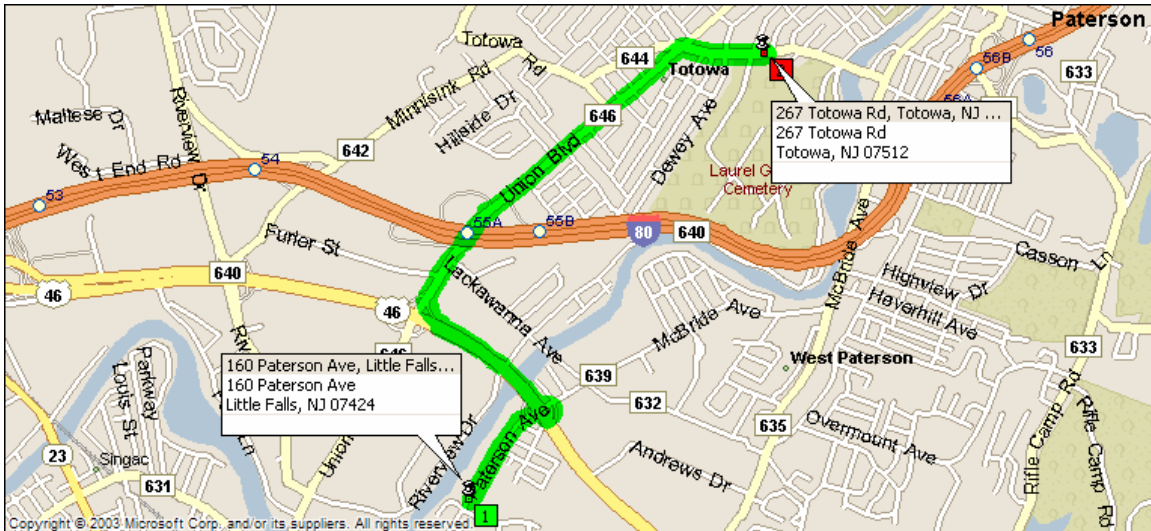 Paterson
Totowa
Rd
644
Totowa
56
56B
633
56A
Minnisink Rd
Riverview Dr
Maltese Dr
Hillside Dr
646
Dewey Ave
267 Totowa Rd, Totowa, NJ ...
267 Totowa Rd
Totowa, NJ 07512
West End Rd
642
54
Union Blvd
Laurel G
Cemetery
53
55A
55B
80
640
McBride Ave
Furler St
640
46
Lackawanna Ave
46
Casson Ln
Highview Dr
Haverhill Ave
McBride Ave
633
West Paterson
160 Paterson Ave, Little Falls...
160 Paterson Ave
Little Falls, NJ 07424
639
632
635
Overmount Ave
Rifle Camp Rd
Rifle Camp Rd
Parkway
Louis St
Ln
Union
Riverview Dr
Paterson Ave
Andrews Dr
23
Singac
631
1
Copyright © 2003 Microsoft Corp. and/or its suppliers. All rights reserved.